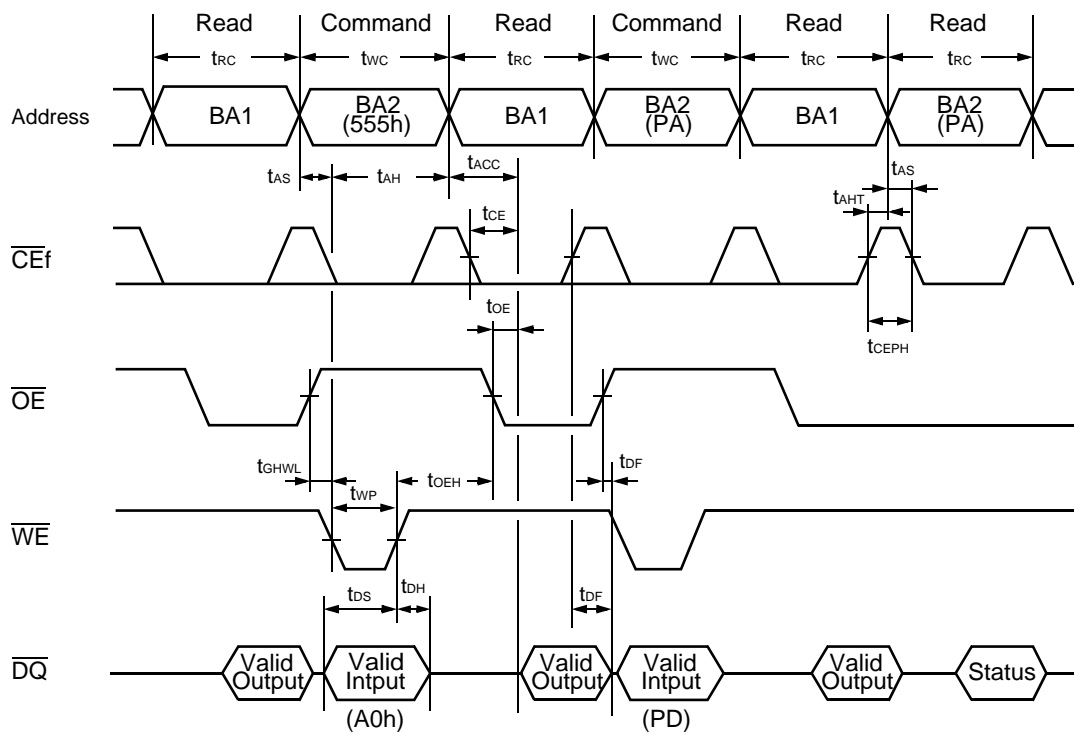 Read Command Read Command Read Read
tRC tWC tRC tWC tRC tRC
Address BA1 BA2 (555h) BA1 BA2 (PA) BA1 BA2 (PA)
tAS tAH tACC tAS
tAHT
tCE
CEf
tOE
tCEPH
OE
tGHWL tWP tOEH tDF
WE
tDS tDH tDF
DQ Valid Output Valid Intput Valid Output Valid Intput Valid Output Status
(A0h) (PD)